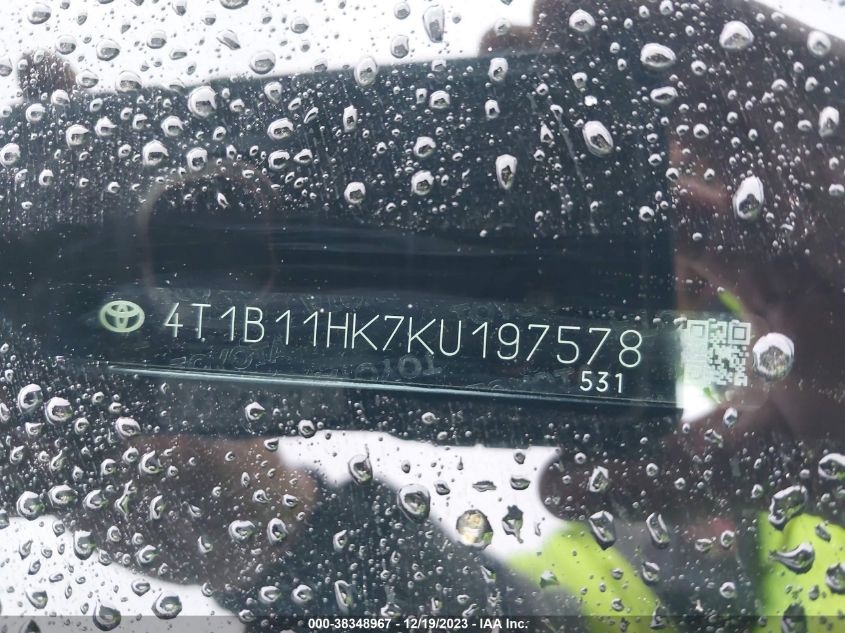 4T1B11HK7KU197578
531
000-38348967 - 12/19/2023 - IAA Inc.